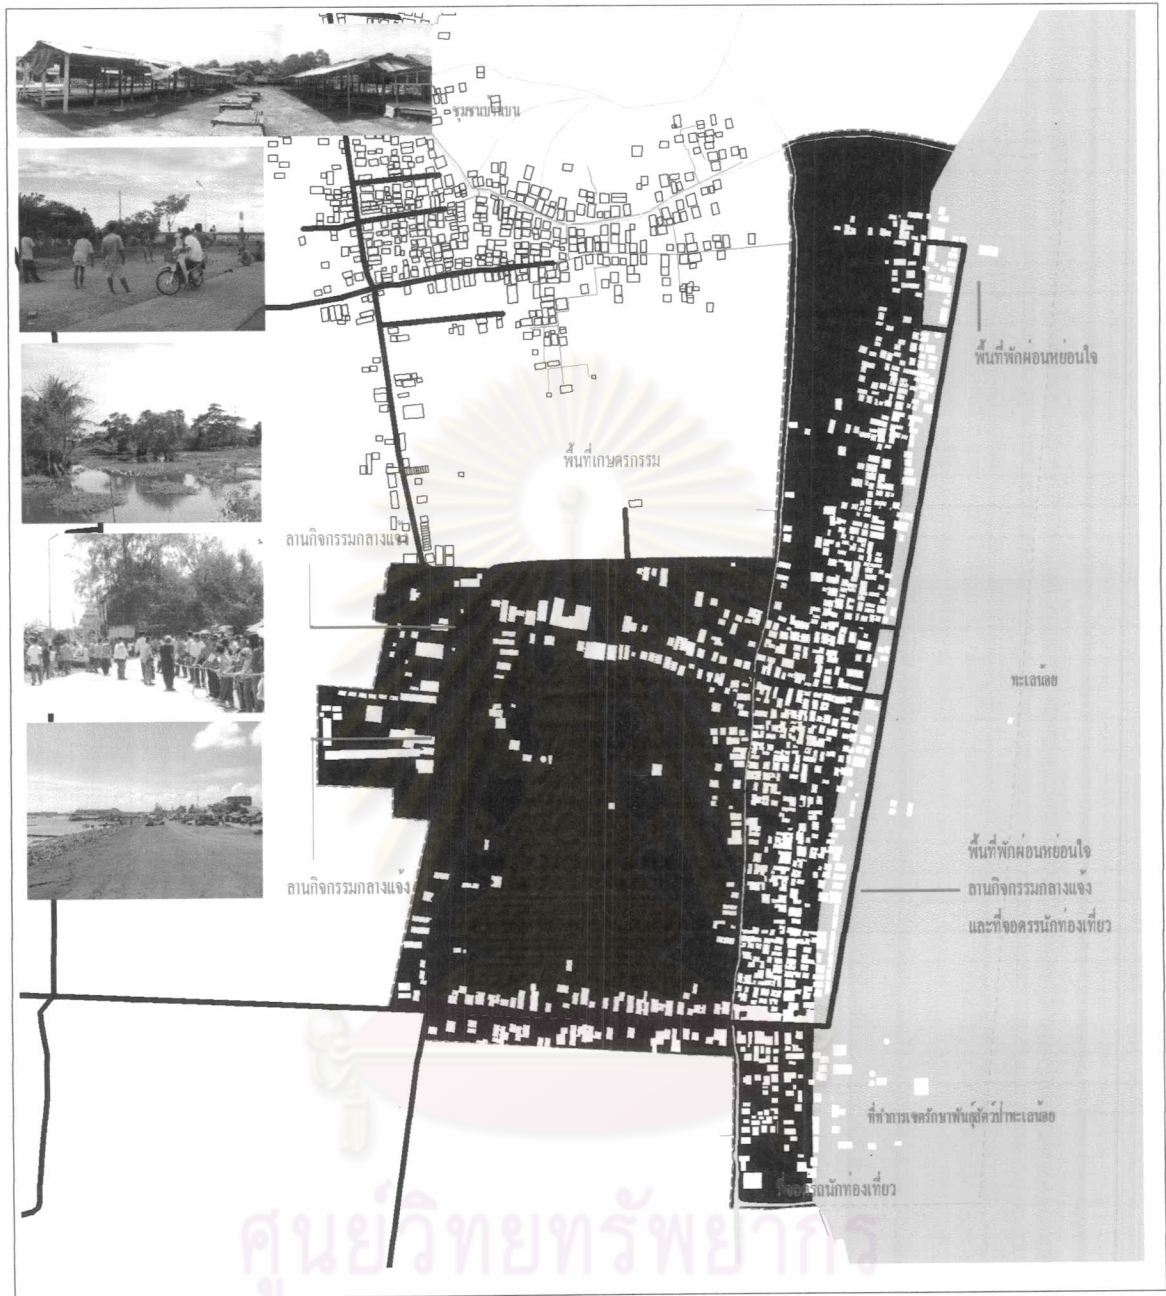 ชุมชนบ้านบน
พื้นที่พักผ่อนหย่อนใจ
พื้นที่เกษตรกรรม
ลานกิจกรรมกลางแจ้ง
ทะเลน้อย
พื้นที่พักผ่อนหย่อนใจ
ลานกิจกรรมกลางแจ้ง
ลานกิจกรรมกลางแจ้ง
และที่จอดรรนักท่องเที่ยว
ที่ทำการเขตรักษาพันธุ์สัตว์ป่าทะเลน้อย
ที่จอดรถนักท่องเที่ยว
ศูนย์วิทยทรัพยากร